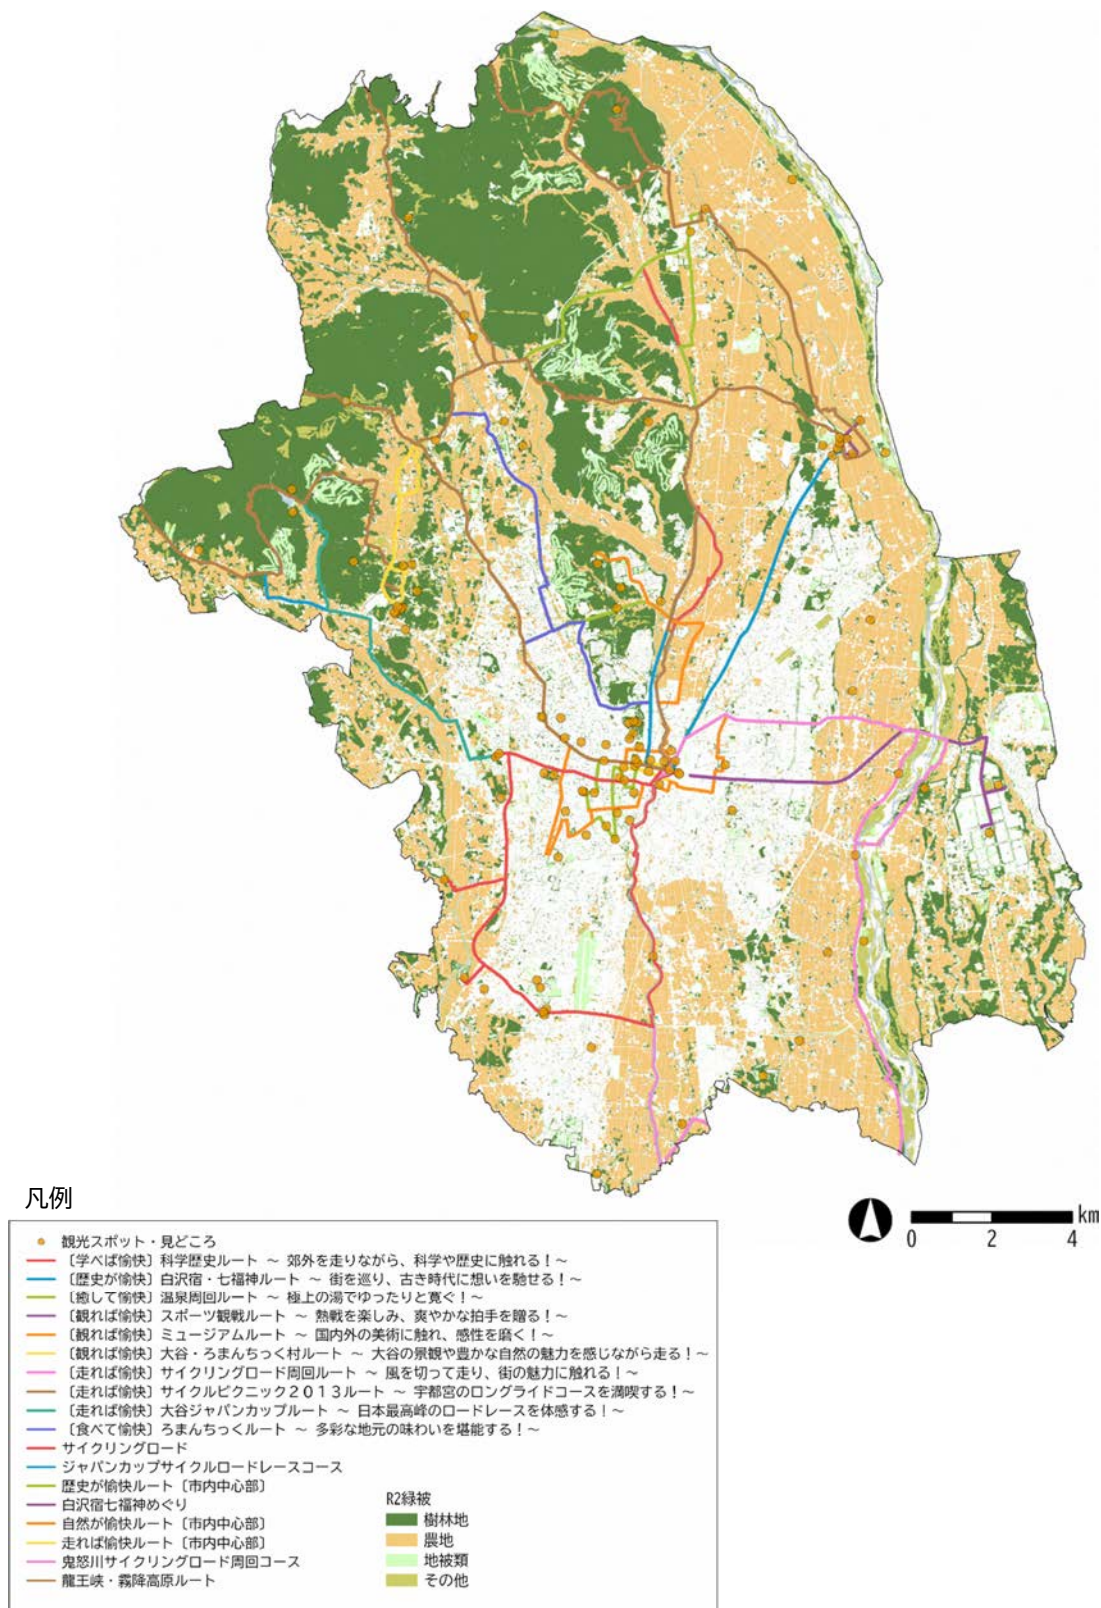 km
0 2 4
凡例
観光スポット・見どころ
〔学べば愉快〕科学歴史ルート ～ 郊外を走りながら、科学や歴史に触れる！～
〔歴史が愉快〕白沢宿・七福神ルート ～ 街を巡り、古き時代に想いを馳せる！～
〔癒して愉快〕温泉周回ルート ～ 極上の湯でゆったりと寛ぐ！～
〔観れば愉快〕スポーツ観戦ルート ～ 熱戦を楽しみ、爽やかな拍手を贈る！～
〔観れば愉快〕ミュージアムルート ～ 国内外の美術に触れ、感性を磨く！～
〔観れば愉快〕大谷・ろまんちっく村ルート ～ 大谷の景観や豊かな自然の魅力を感じながら走る！～
〔走れば愉快〕サイクリングロード周回ルート ～ 風を切って走り、街の魅力に触れる！～
〔走れば愉快〕サイクルピクニック２０１３ルート ～ 宇都宮のロングライドコースを満喫する！～
〔走れば愉快〕大谷ジャパンカップルート ～ 日本最高峰のロードレースを体感する！～
〔食べて愉快〕ろまんちっくルート ～ 多彩な地元の味わいを堪能する！～
サイクリングロード
ジャパンカップサイクルロードレースコース
歴史が愉快ルート〔市内中心部〕
白沢宿七福神めぐり
自然が愉快ルート〔市内中心部〕
走れば愉快ルート〔市内中心部〕
鬼怒川サイクリングロード周回コース
龍王峡・霧降高原ルート
R2緑被
樹林地
農地
地被類
その他